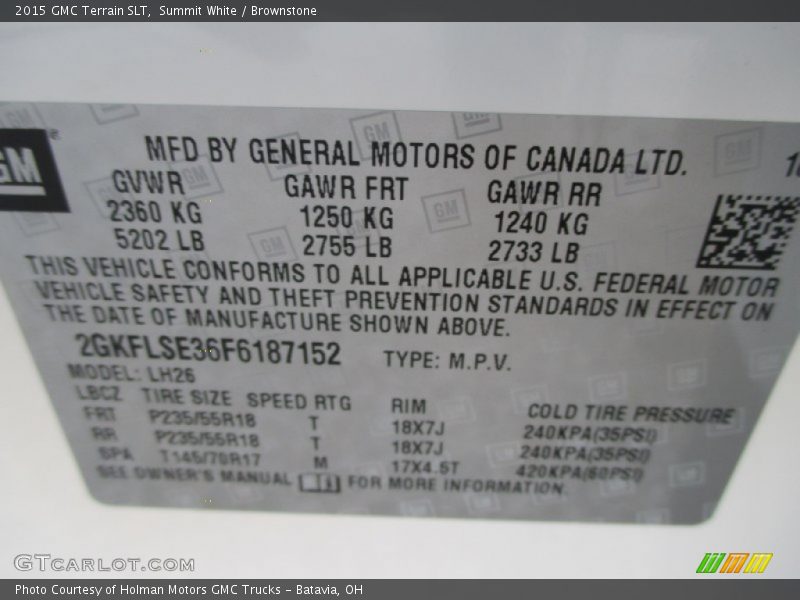 2015 GMC Terrain SLT, Summit White / Brownstone
GM
MFD BY GENERAL MOTORS OF CANADA LTD.
GVWR GAWR FRT GAWR RR
2360 KG 1250 KG 1240 KG
5202 LB 2755 LB 2733 LB
THIS VEHICLE CONFORMS TO ALL APPLICABLE U.S. FEDERAL MOTOR
VEHICLE SAFETY AND THEFT PREVENTION STANDARDS IN EFFECT ON
THE DATE OF MANUFACTURE SHOWN ABOVE.
2GKFLSE36F6187152 TYPE: M.P.V.
MODEL: LH26
LBCZ TIRE SIZE SPEED RTG RIM COLD TIRE PRESSURE
FRT P235/55R18 T 18X7J 240KPA(35PSI)
RR P235/55R18 T 18X7J 240KPA(35PSI)
SPA T145/70R17 M 17X4.5T 420KPA(60PSI)
SEE OWNER'S MANUAL FOR MORE INFORMATION.
GTCARLOT.COM
Photo Courtesy of Holman Motors GMC Trucks - Batavia, OH